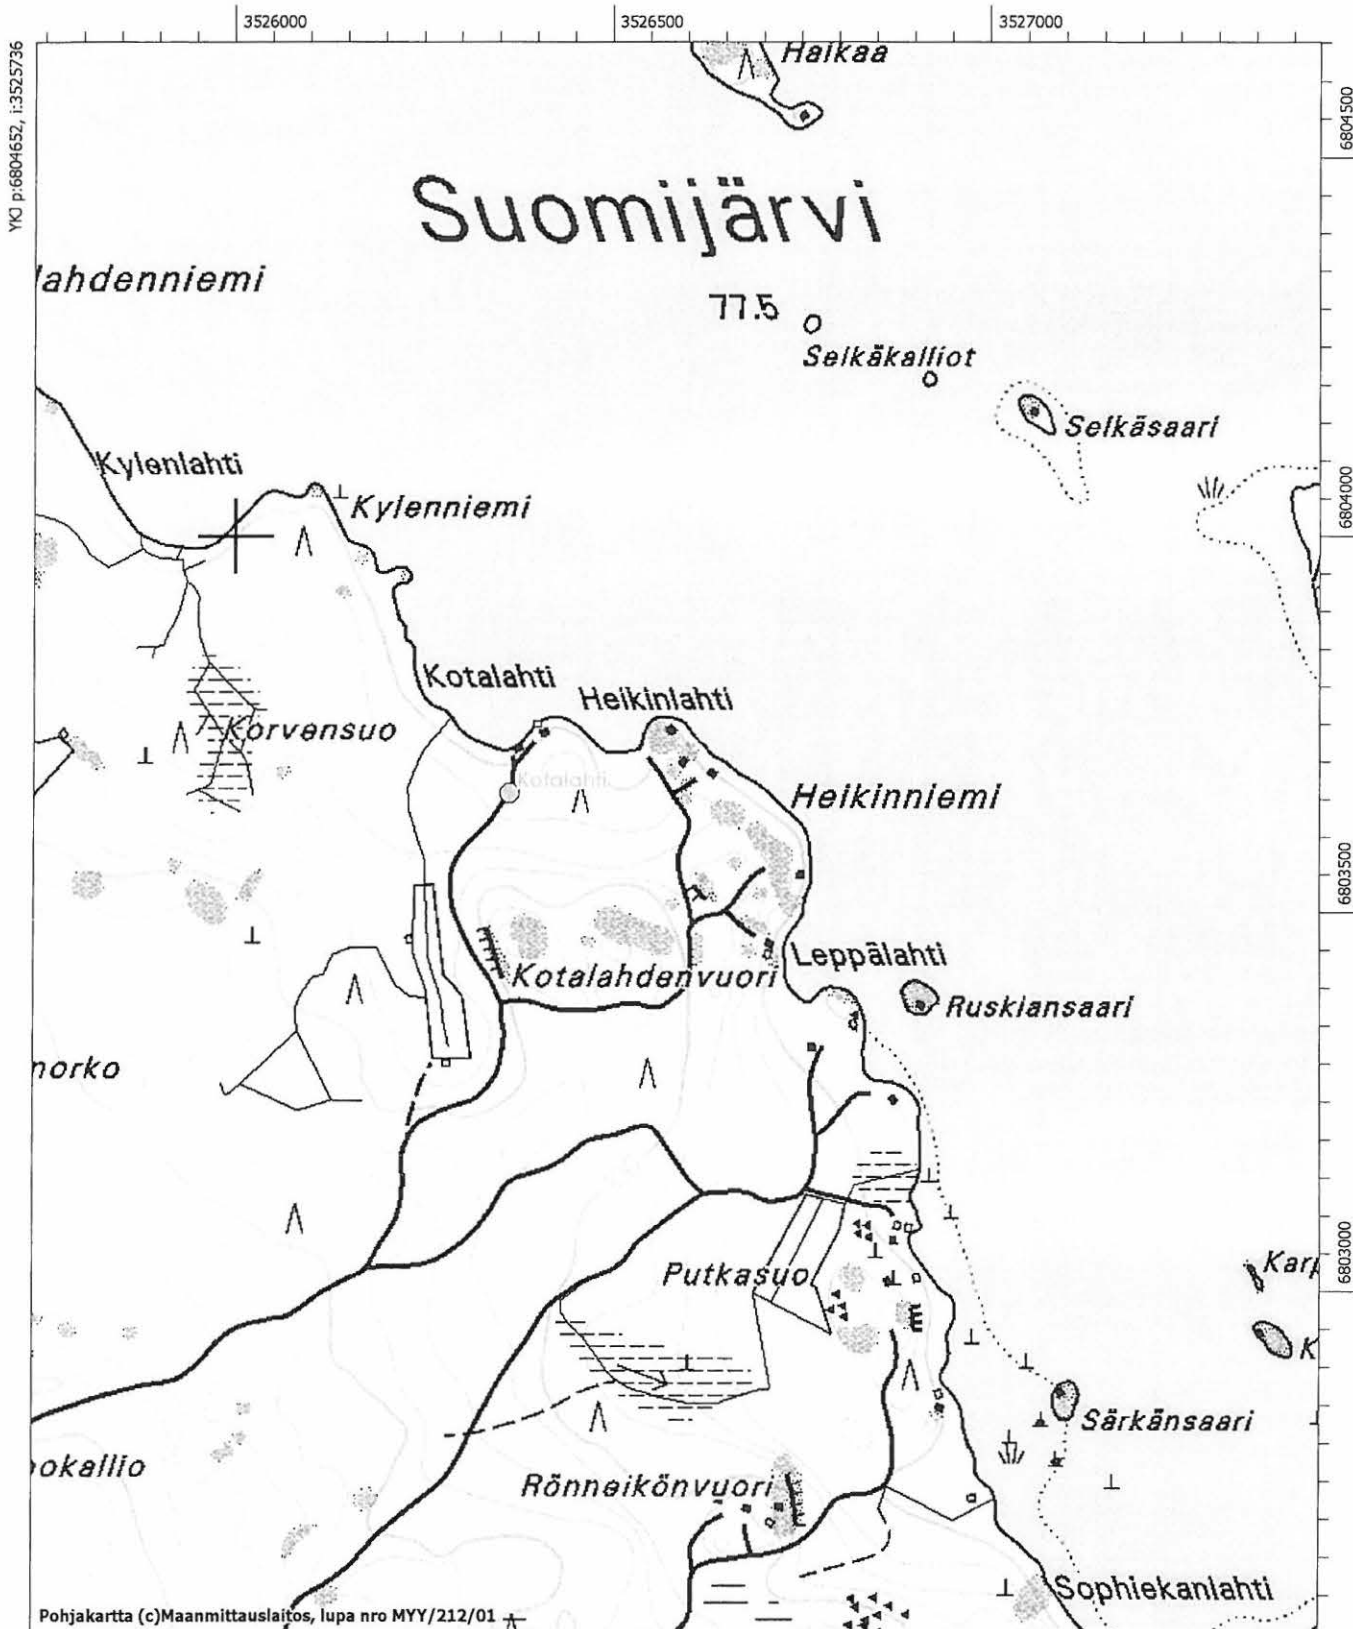 3526000
3526500
3527000
YKJ p:6804652, i:3525736
Haikaa
6804500
Suomijärvi
lahdenniemi
77.5
Selkäkalliot
Selkäsaari
Kylenlahti
Kylenniemi
6804000
Kotalahti
Heikinlahti
Korvensuo
Kotalahti
Heikinniemi
6803500
Leppälahti
Kotalahdenvuori
Ruskiansaari
norko
6803000
Putkasuo
Karp
K
Särkänsaari
okallio
Rönneikönvuori
Sophiekanlahti
Pohjakartta (c)Maanmittauslaitos, lupa nro MYY/212/01